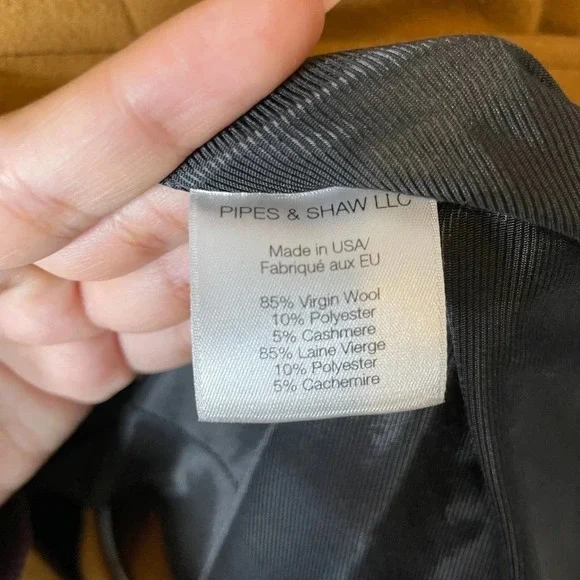 PIPES & SHAW LLC
Made in USA/
Fabriqué aux EU
85% Virgin Wool
10% Polyester
5% Cashmere
85% Laine Vierge
10% Polyester
5% Cachemire